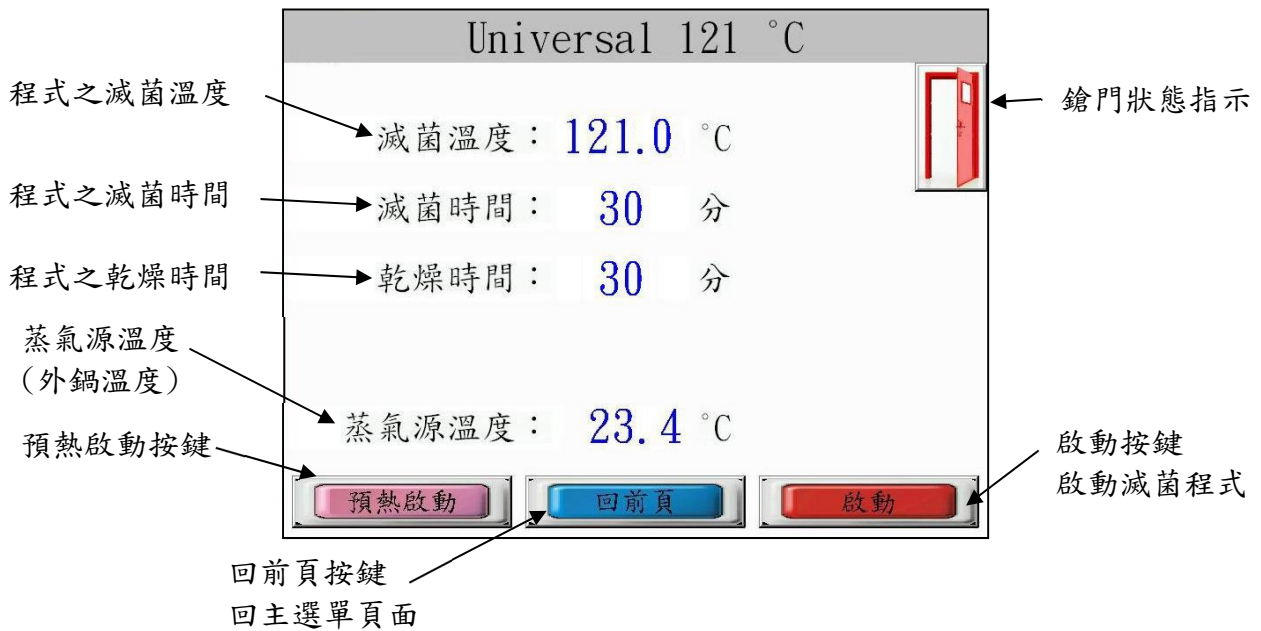 Universal 121 °C
程式之滅菌溫度
鎗門狀態指示
滅菌溫度： 121.0 °C
程式之滅菌時間
滅菌時間： 30 分
程式之乾燥時間
乾燥時間： 30 分
蒸氣源溫度
（外鍋溫度）
蒸氣源溫度： 23.4 °C
預熱啟動按鍵
啟動按鍵
啟動滅菌程式
預熱啟動
回前頁
啟動
回前頁按鍵
回主選單頁面